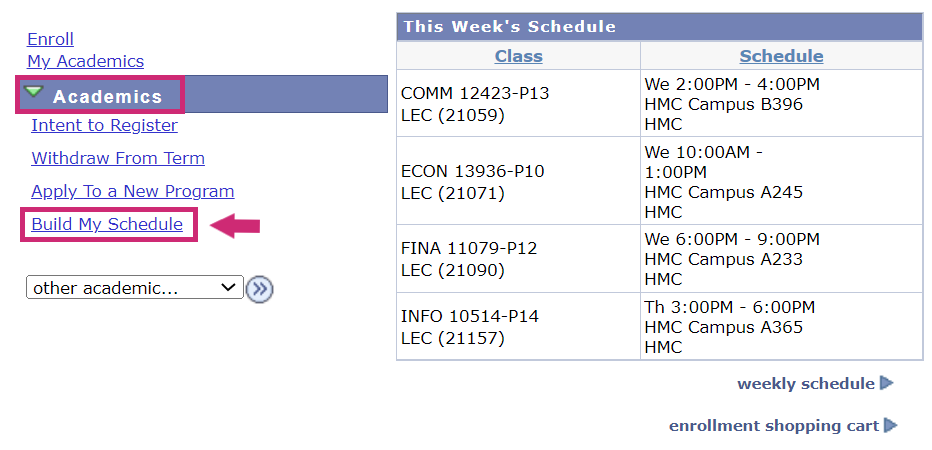 Enroll
My Academics
Academics
Intent to Register
Withdraw From Term
Apply To a New Program
Build My Schedule
other academic...
This Week's Schedule
Class Schedule
COMM 12423-P13
LEC (21059)
We 2:00PM - 4:00PM
HMC Campus B396
HMC
ECON 13936-P10
LEC (21071)
We 10:00AM -
1:00PM
HMC Campus A245
HMC
FINA 11079-P12
LEC (21090)
We 6:00PM - 9:00PM
HMC Campus A233
HMC
INFO 10514-P14
LEC (21157)
Th 3:00PM - 6:00PM
HMC Campus A365
HMC
weekly schedule
enrollment shopping cart